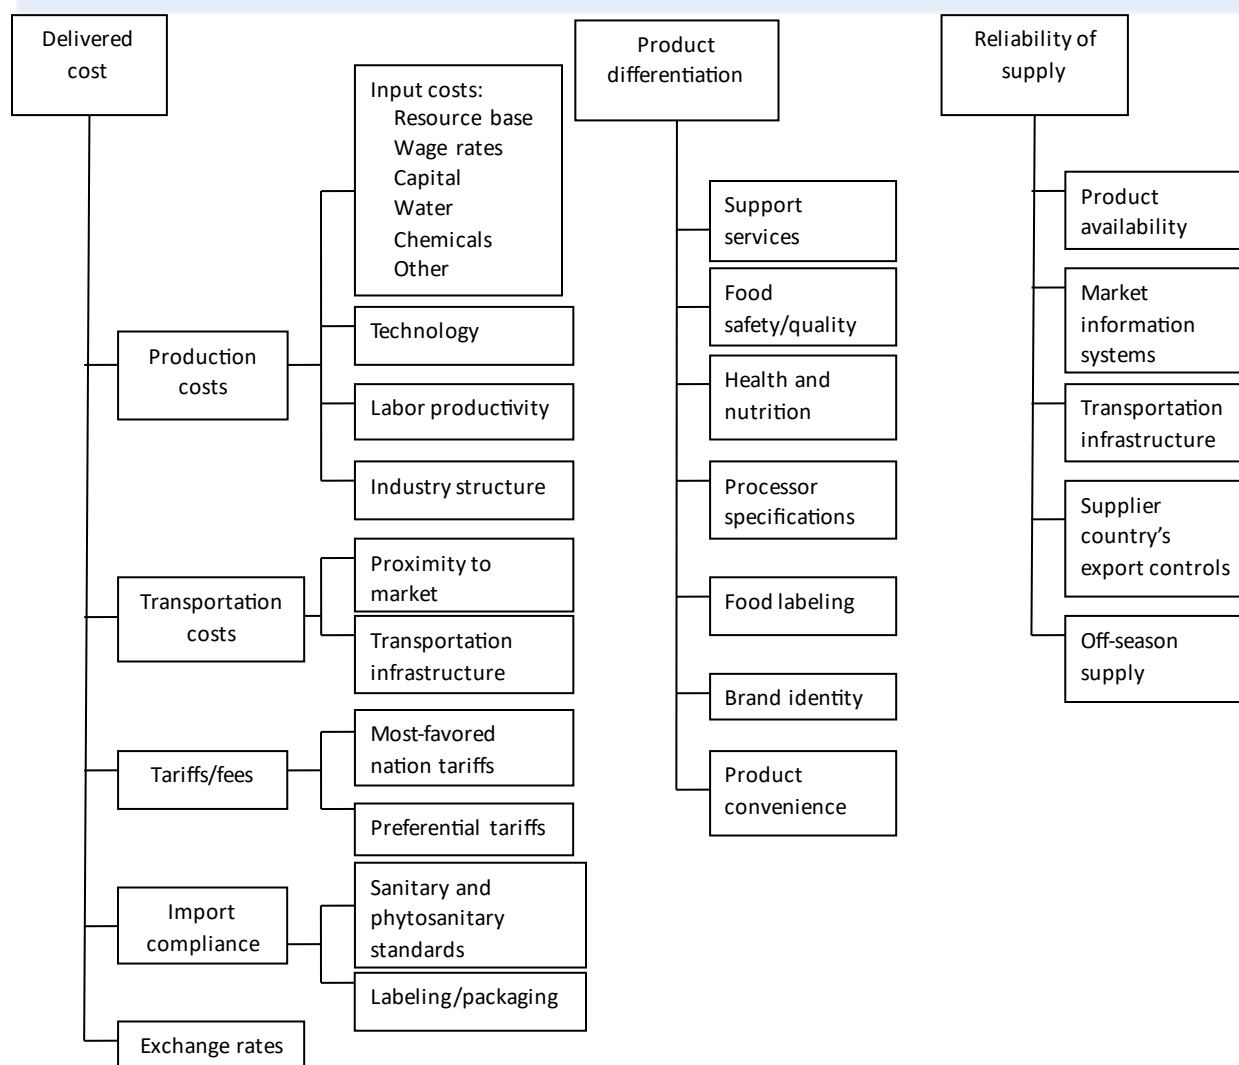 Delivered
cost
Input costs:
Resource base
Wage rates
Capital
Water
Chemicals
Other
Technology
Production
costs
Labor productivity
Industry structure
Proximity to
market
Transportation
costs
Transportation
infrastructure
Most-favored
nation tariffs
Tariffs/fees
Preferential tariffs
Sanitary and
phytosanitary
standards
Import
compliance
Labeling/packaging
Exchange rates
Product
differentiation
Support
services
Food
safety/quality
Health and
nutrition
Processor
specifications
Food labeling
Brand identity
Product
convenience
Reliability of
supply
Product
availability
Market
information
systems
Transportation
infrastructure
Supplier
country’s
export controls
Off-season
supply